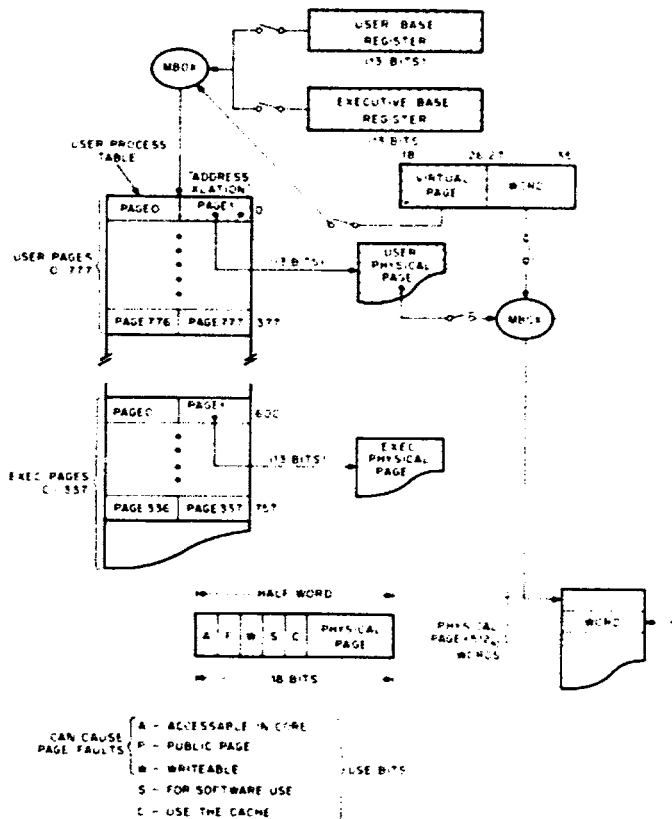 USER BASE
REGISTER
(13 BITS)
MBOX
EXECUTIVE BASE
REGISTER
(13 BITS
USER PROCESS
TABLE
18 26 27 35
VIRTUAL
PAGE
WORD
"ADDRESS
XLATION"
PAGE0 PAGE1 0
USER PAGES
0-777
(13 BITS)
USER
PHYSICAL
PAGE
MBOX
PAGE 776 PAGE 777 377
PAGE0 PAGE1 600
EXEC PAGES
0-337
(13 BITS)
EXEC
PHYSICAL
PAGE
PAGE 336 PAGE 337 757
HALF WORD
A P W S C PHYSICAL
PAGE
18 BITS
PHYSICAL
PAGE
WORDS
WORD
CAN CAUSE
PAGE FAULTS
A - ACCESSABLE IN CORE
P - PUBLIC PAGE
W - WRITEABLE
S - FOR SOFTWARE USE
C - USE THE CACHE
USE BITS